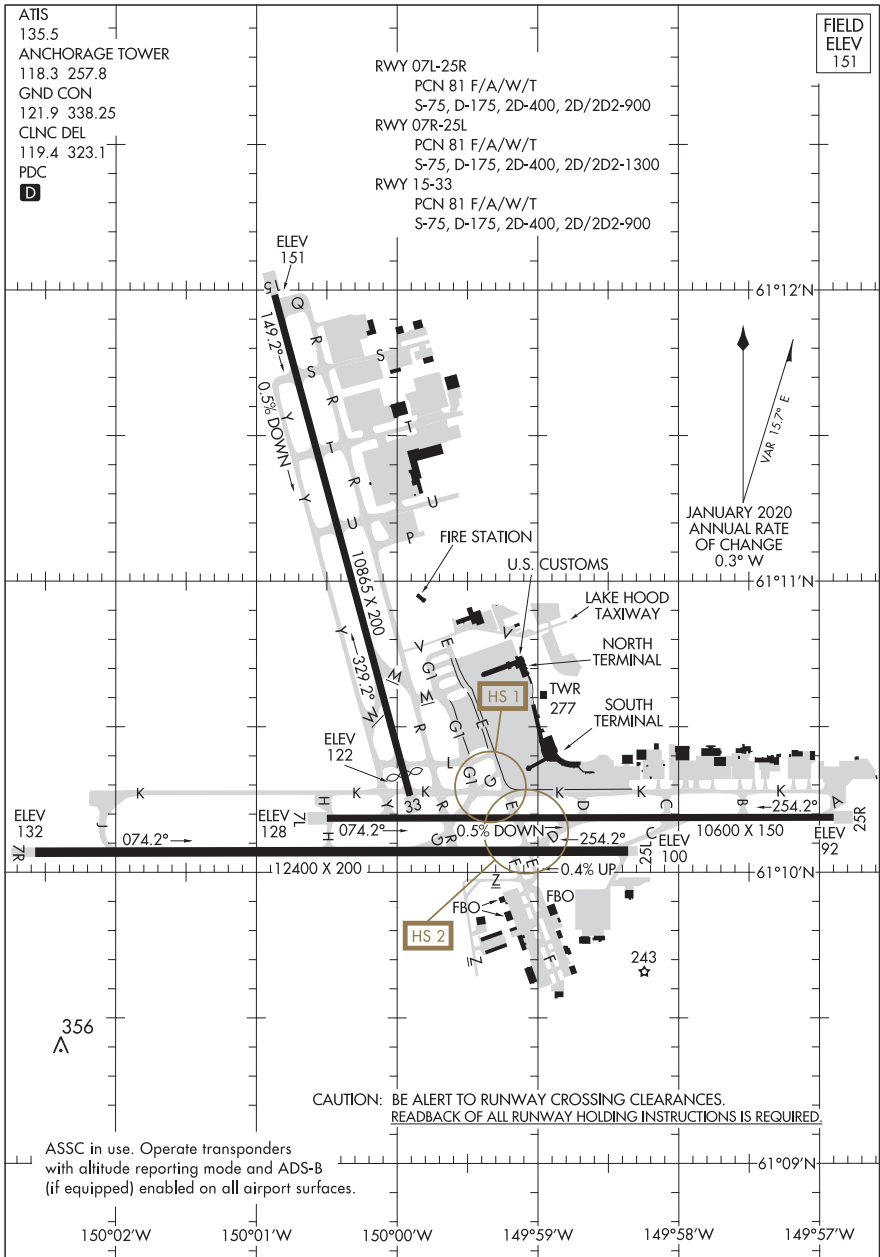 ATIS
135.5
ANCHORAGE TOWER
118.3 257.8
GND CON
121.9 338.25
CLNC DEL
119.4 323.1
PDC
D
RWY 07L-25R
PCN 81 F/A/W/T
S-75, D-175, 2D-400, 2D/2D2-900
RWY 07R-25L
PCN 81 F/A/W/T
S-75, D-175, 2D-400, 2D/2D2-1300
RWY 15-33
PCN 81 F/A/W/T
S-75, D-175, 2D-400, 2D/2D2-900
FIELD
ELEV
151
ELEV
151
61°12'N
15
Q
149.2°
R
S
S
0.5% DOWN
Y
R
T
T
Y
R
Y
U
U
P
VAR 15.7° E
JANUARY 2020
ANNUAL RATE
OF CHANGE
0.3° W
FIRE STATION
U.S. CUSTOMS
61°11'N
10865 X 200
LAKE HOOD
TAXIWAY
NORTH
TERMINAL
TWR
277
SOUTH
TERMINAL
Y
Y
329.2°
M
V
E
V
G1
M
M
R
HS 1
E
G1
L
G1
G
ELEV
122
K
H
K
Y
33
K
R
E
K
D
K
C
B
K
A
254.2°
ELEV
132
J
7L
ELEV
128
074.2°
0.5% DOWN
254.2°
10600 X 150
25R
ELEV
92
H
R
G
D
C
7R
074.2°
12400 X 200
25L
ELEV
100
0.4% UP
F
E
61°10'N
Z
FBO
FBO
HS 2
Z
F
243
356
CAUTION: BE ALERT TO RUNWAY CROSSING CLEARANCES.
READBACK OF ALL RUNWAY HOLDING INSTRUCTIONS IS REQUIRED.
ASSC in use. Operate transponders
with altitude reporting mode and ADS-B
(if equipped) enabled on all airport surfaces.
61°09'N
150°02'W
150°01'W
150°00'W
149°59'W
149°58'W
149°57'W